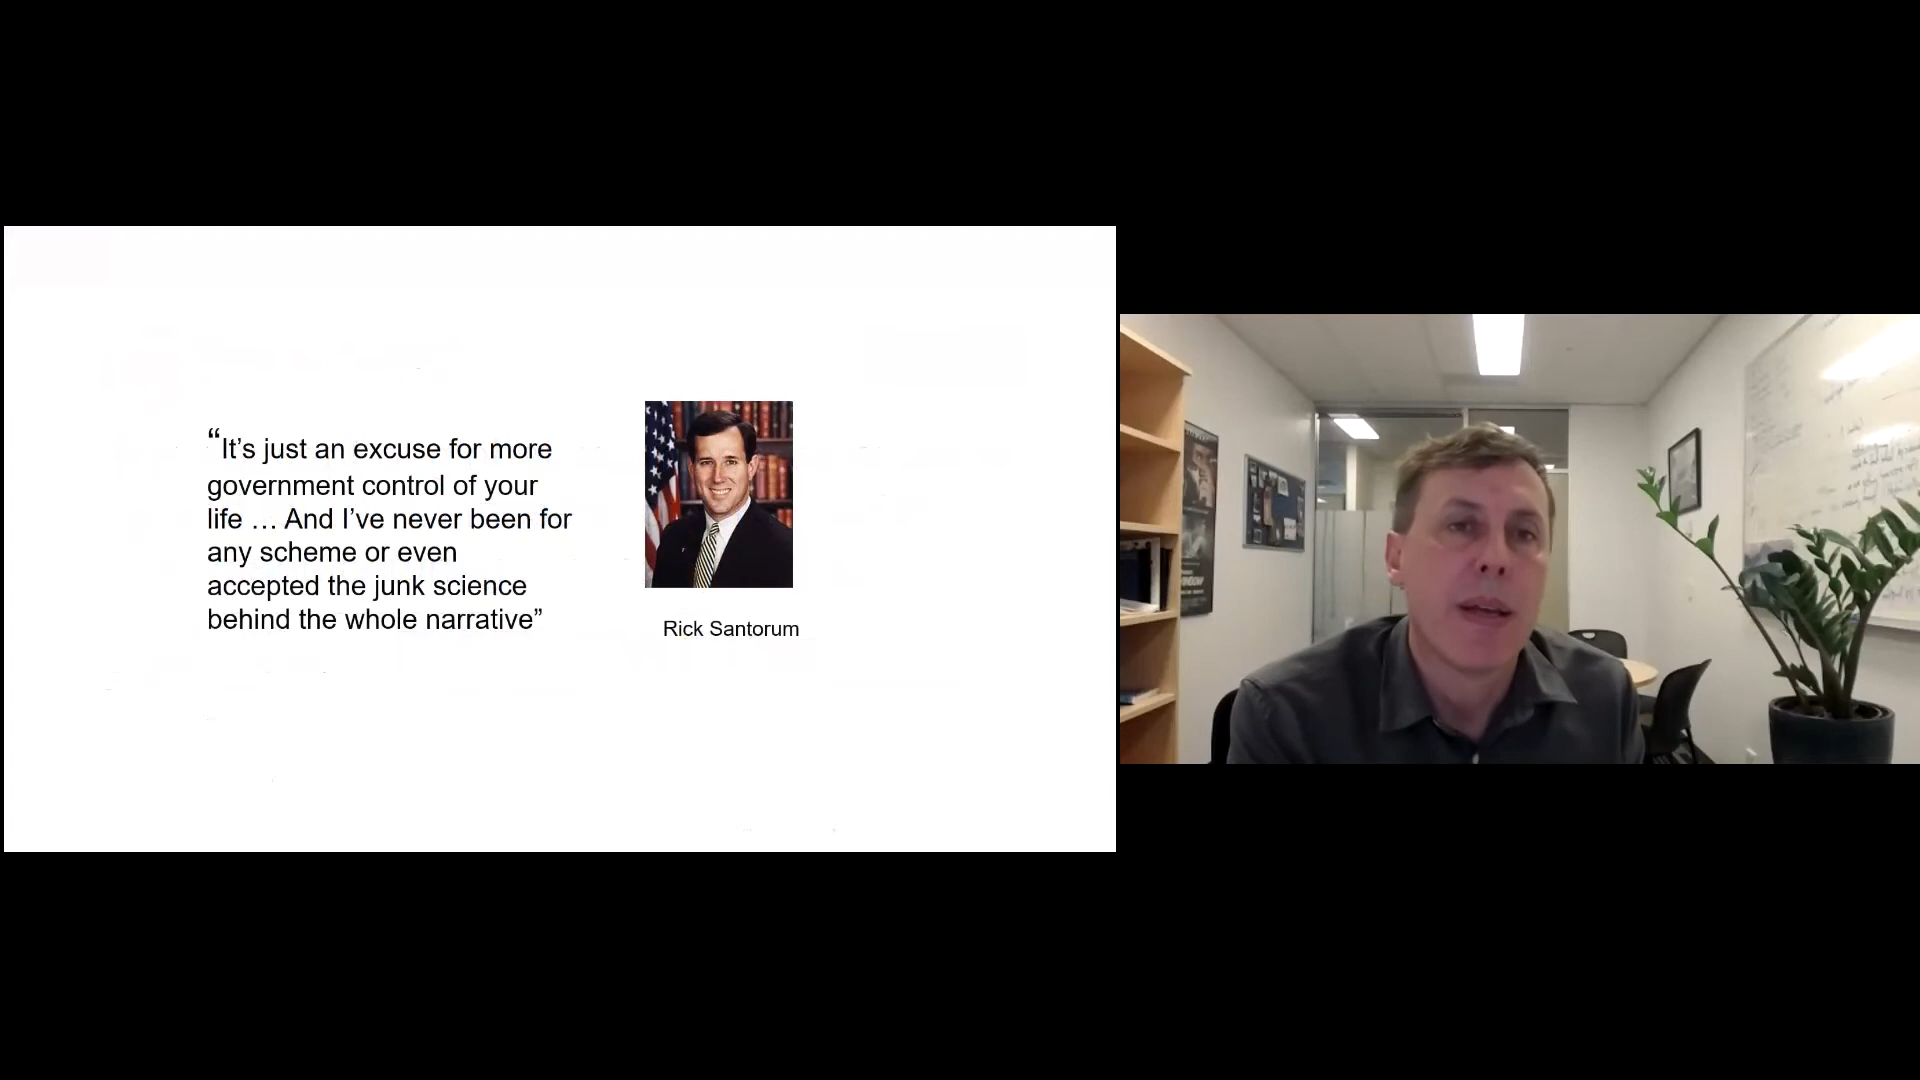 “It’s just an excuse for more
government control of your
life … And I’ve never been for
any scheme or even
accepted the junk science
behind the whole narrative”
Rick Santorum